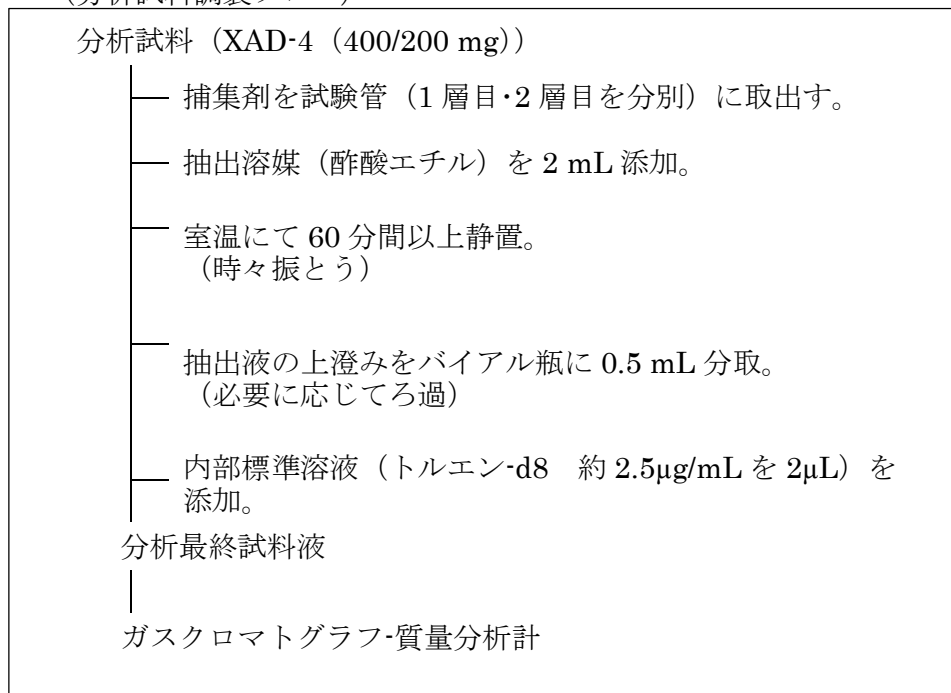 分析試料（XAD-4（400/200 mg））
捕集剤を試験管（1 層目･2 層目を分別）に取出す。
抽出溶媒（酢酸エチル）を 2 mL 添加。
室温にて 60 分間以上静置。
（時々振とう）
抽出液の上澄みをバイアル瓶に 0.5 mL 分取。
（必要に応じてろ過）
内部標準溶液（トルエン-d8　約 2.5μg/mL を 2μL）を
添加。
分析最終試料液
ガスクロマトグラフ-質量分析計